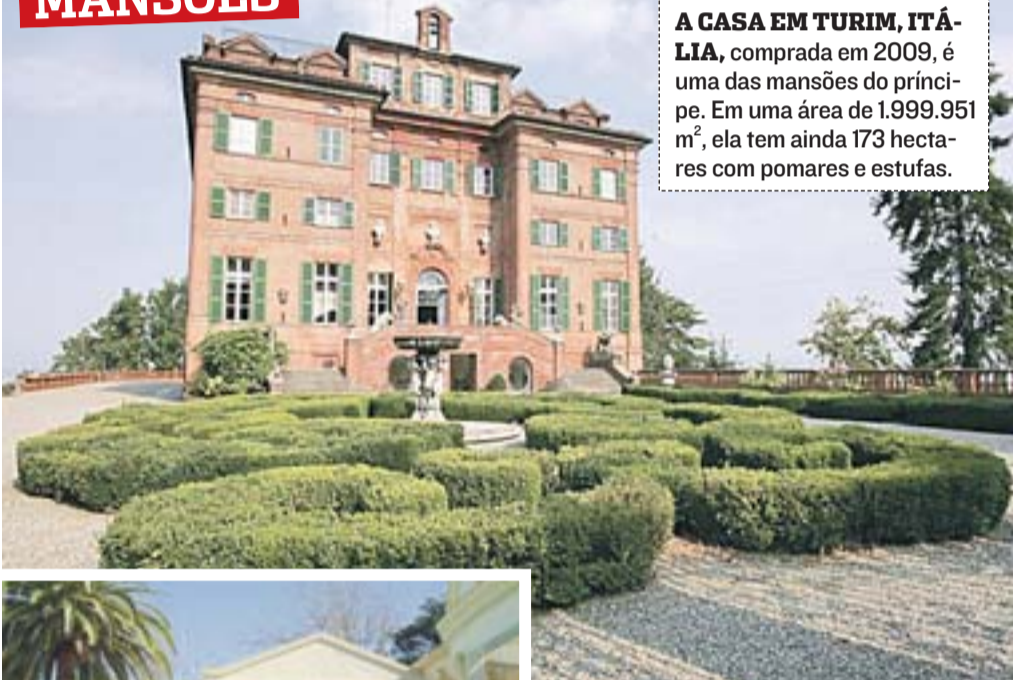 MANSÕES
A CASA EM TURIM, ITÁ-
LIA, comprada em 2009, é
uma das mansões do prínci-
pe. Em uma área de 1.999.951
m², ela tem ainda 173 hecta-
res com pomares e estufas.